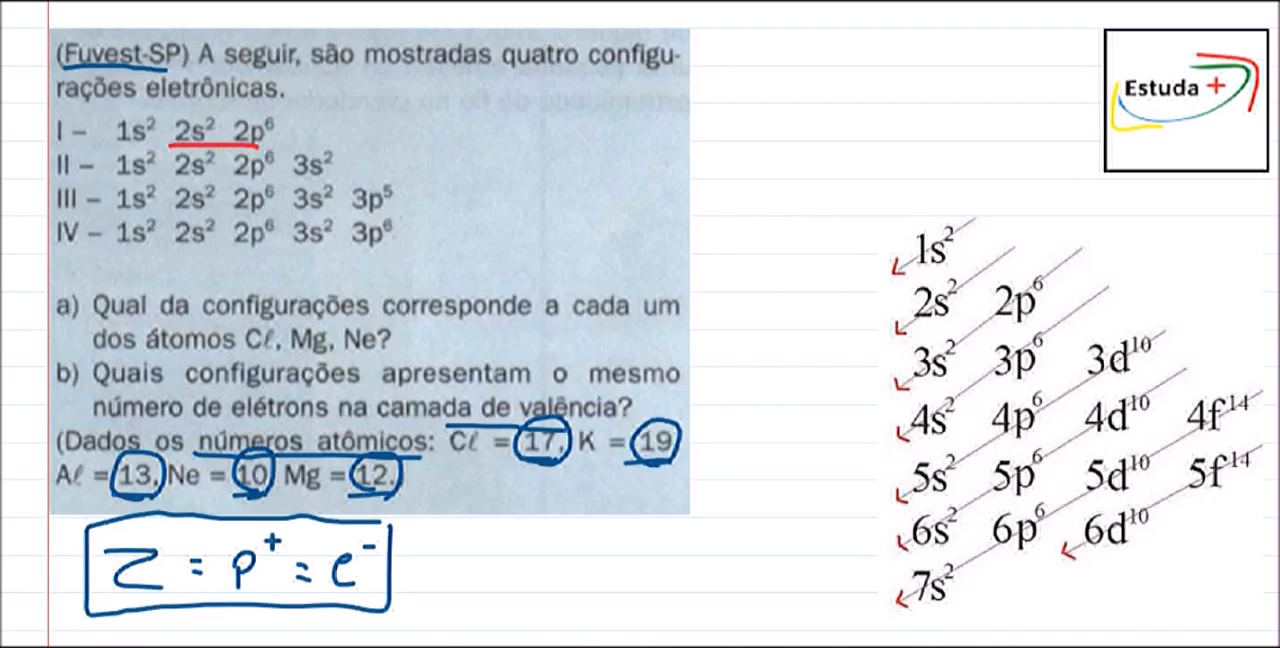 (Fuvest-SP) A seguir, são mostradas quatro configu-
rações eletrônicas.
I – 1s² 2s² 2p⁶
II – 1s² 2s² 2p⁶ 3s²
III – 1s² 2s² 2p⁶ 3s² 3p⁵
IV – 1s² 2s² 2p⁶ 3s² 3p⁶
a) Qual da configurações corresponde a cada um
dos átomos Cℓ, Mg, Ne?
b) Quais configurações apresentam o mesmo
número de elétrons na camada de valência?
(Dados os números atômicos: Cℓ = 17, K = 19
Aℓ = 13, Ne = 10 Mg = 12.)
Z = p⁺ = e⁻
Estuda +
1s²
2s² 2p⁶
3s² 3p⁶ 3d¹⁰
4s² 4p⁶ 4d¹⁰ 4f¹⁴
5s² 5p⁶ 5d¹⁰ 5f¹⁴
6s² 6p⁶ 6d¹⁰
7s²